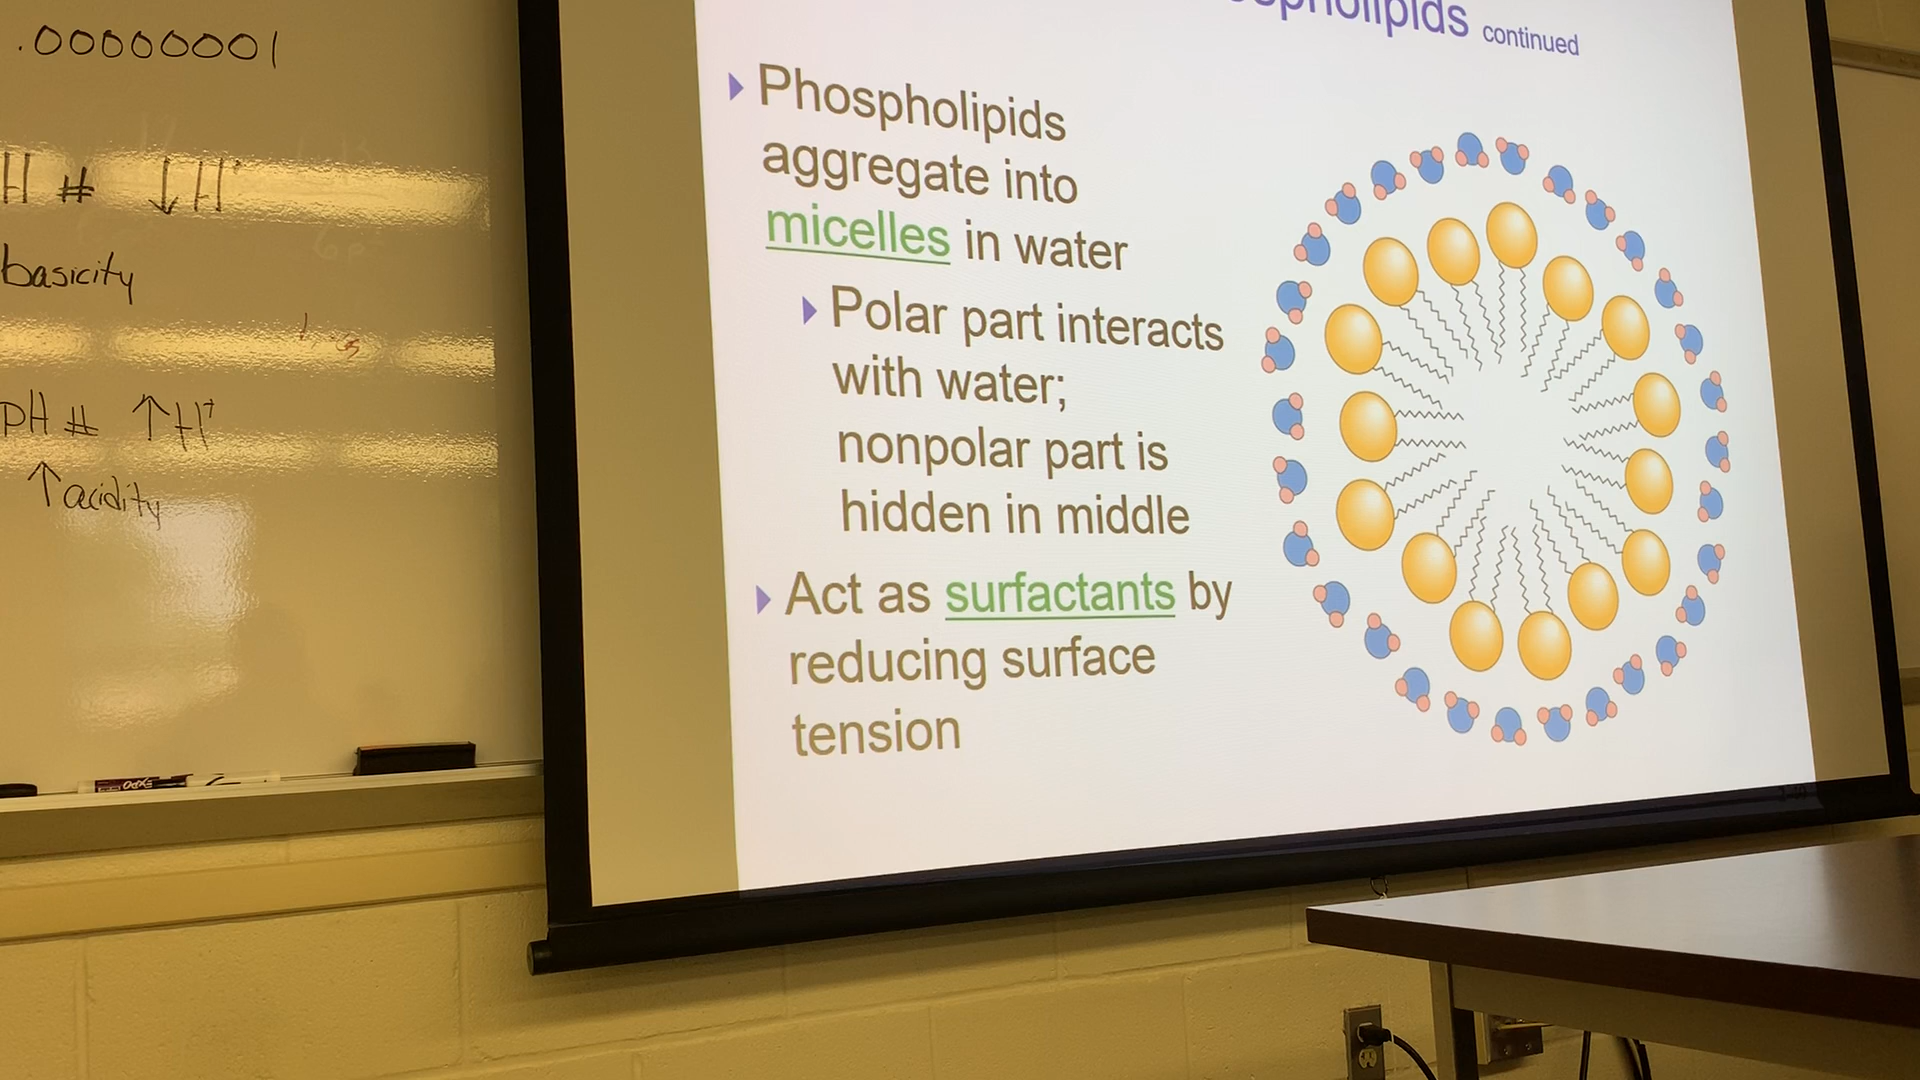 .00000001
H # ↓H+
basicity
pH # ↑H+
↑acidity
EXPO
continued
Phospholipids
aggregate into
micelles in water
Polar part interacts
with water;
nonpolar part is
hidden in middle
Act as surfactants by
reducing surface
tension